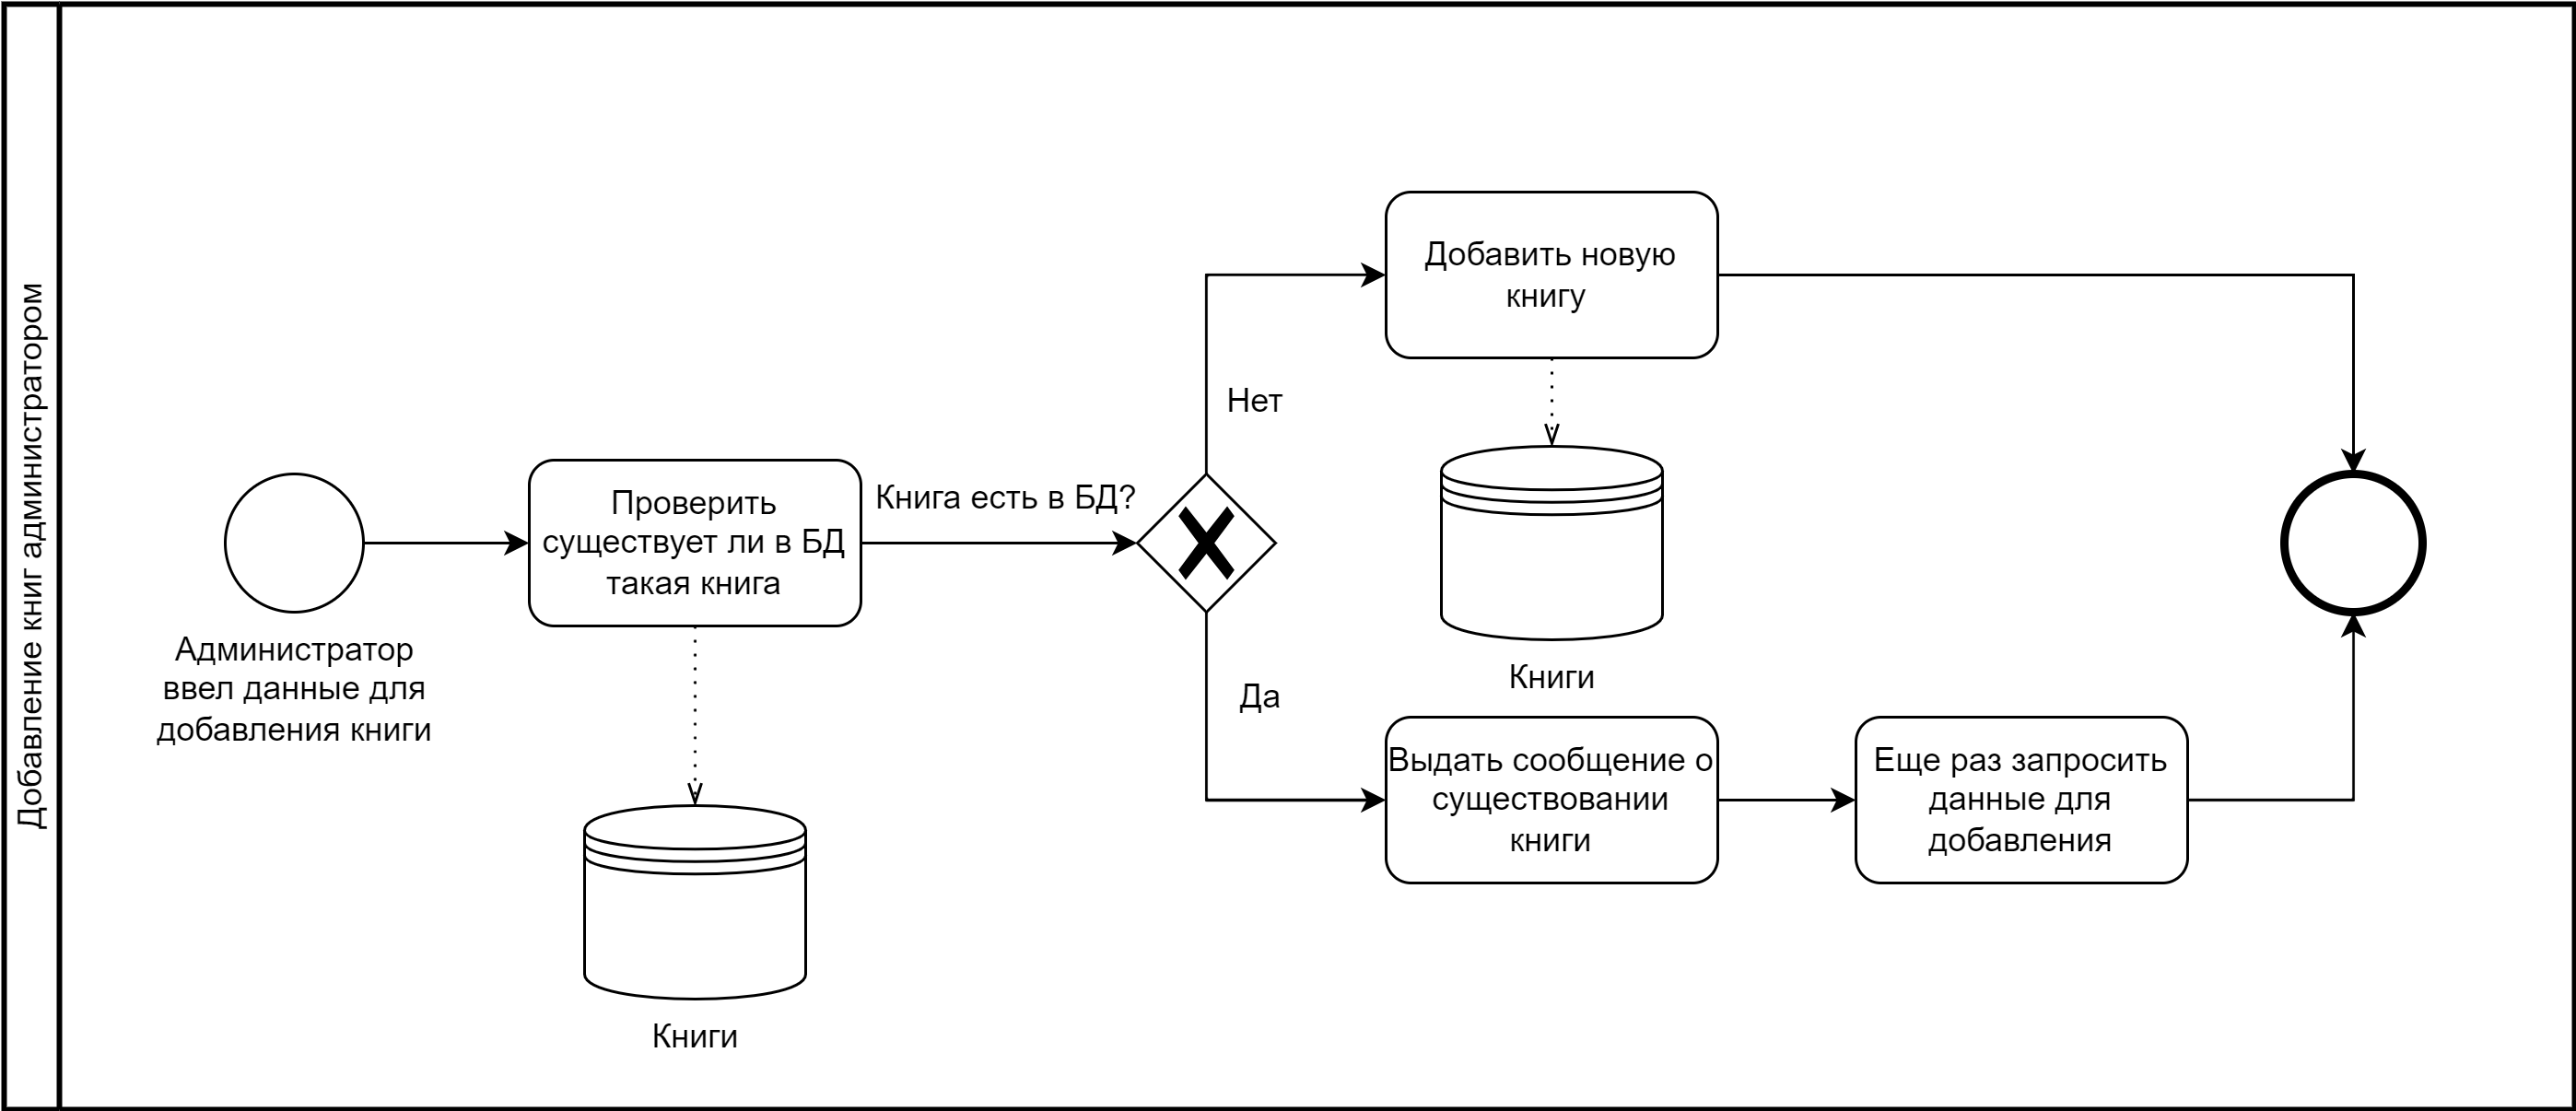 Добавление книг администратором
Администратор
ввел данные для
добавления книги
Проверить
существует ли в БД
такая книга
Книги
Книга есть в БД?
Нет
Добавить новую
книгу
Книги
Да
Выдать сообщение о
существовании
книги
Еще раз запросить
данные для
добавления